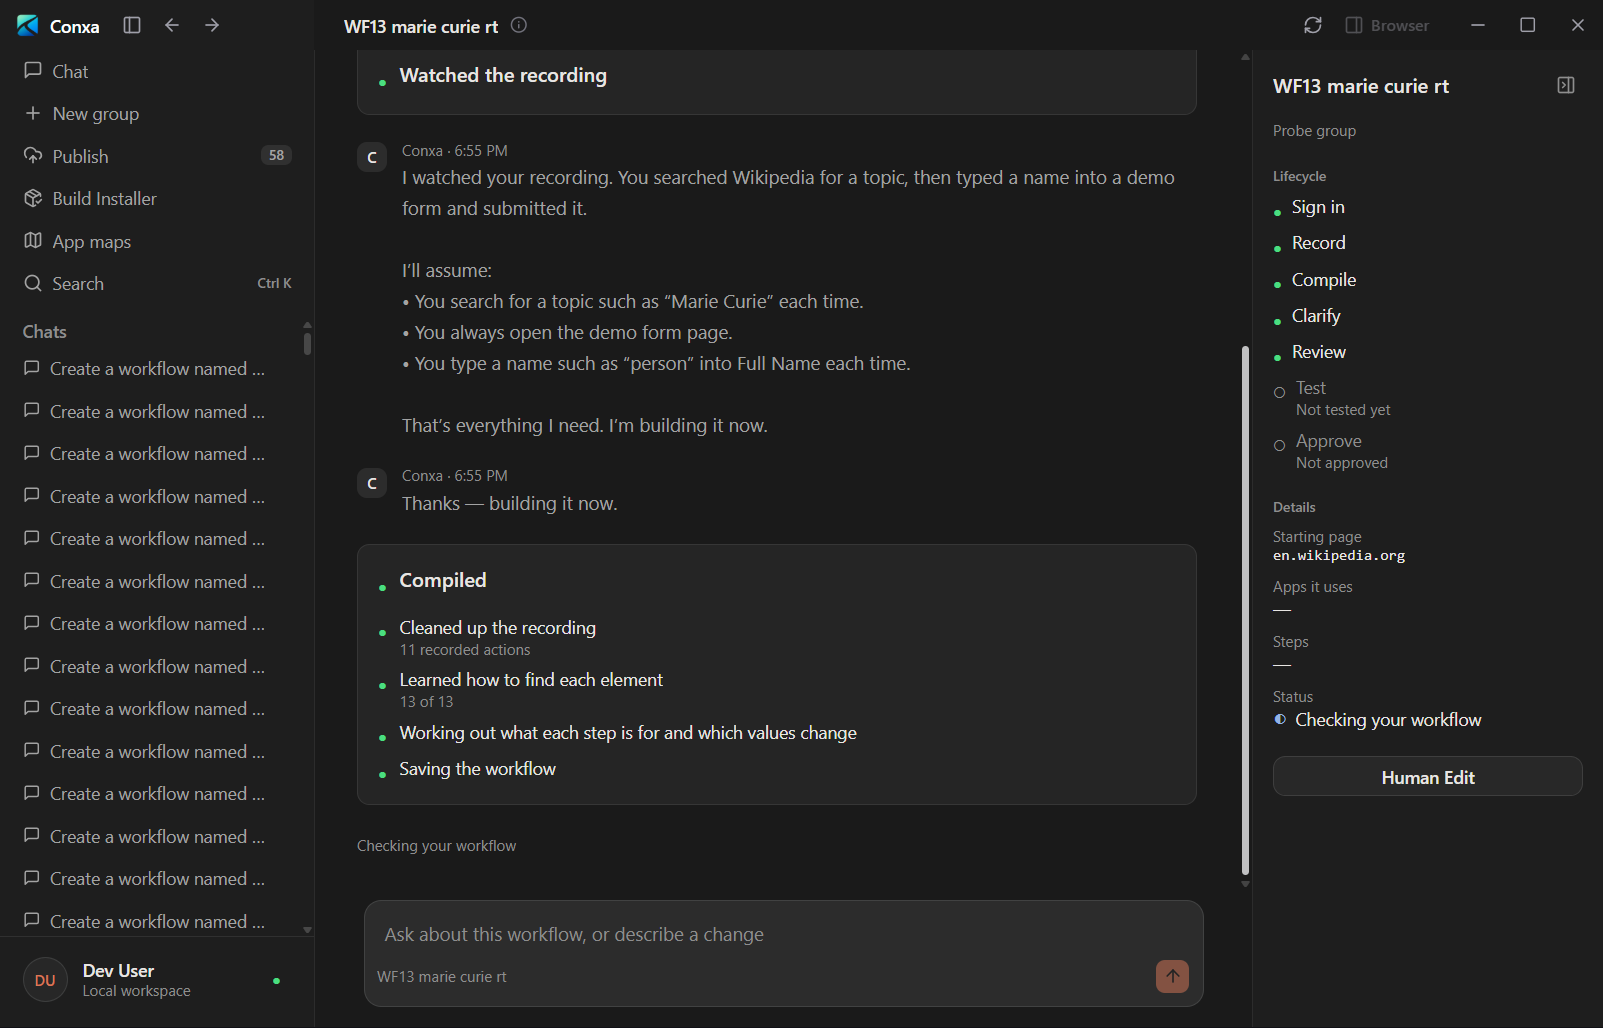 Conxa
WF13 marie curie rt
Browser
Chat
New group
Publish
58
Build Installer
App maps
Search
Ctrl K
Chats
Create a workflow named ...
Create a workflow named ...
Create a workflow named ...
Create a workflow named ...
Create a workflow named ...
Create a workflow named ...
Create a workflow named ...
Create a workflow named ...
Create a workflow named ...
Create a workflow named ...
Create a workflow named ...
Create a workflow named ...
Create a workflow named ...
Create a workflow named ...
DU
Dev User
Local workspace
Watched the recording
C
Conxa · 6:55 PM
I watched your recording. You searched Wikipedia for a topic, then typed a name into a demo
form and submitted it.
I’ll assume:
• You search for a topic such as “Marie Curie” each time.
• You always open the demo form page.
• You type a name such as “person” into Full Name each time.
That’s everything I need. I’m building it now.
C
Conxa · 6:55 PM
Thanks — building it now.
Compiled
Cleaned up the recording
11 recorded actions
Learned how to find each element
13 of 13
Working out what each step is for and which values change
Saving the workflow
Checking your workflow
Ask about this workflow, or describe a change
WF13 marie curie rt
WF13 marie curie rt
Probe group
Lifecycle
Sign in
Record
Compile
Clarify
Review
Test
Not tested yet
Approve
Not approved
Details
Starting page
en.wikipedia.org
Apps it uses
—
Steps
—
Status
Checking your workflow
Human Edit